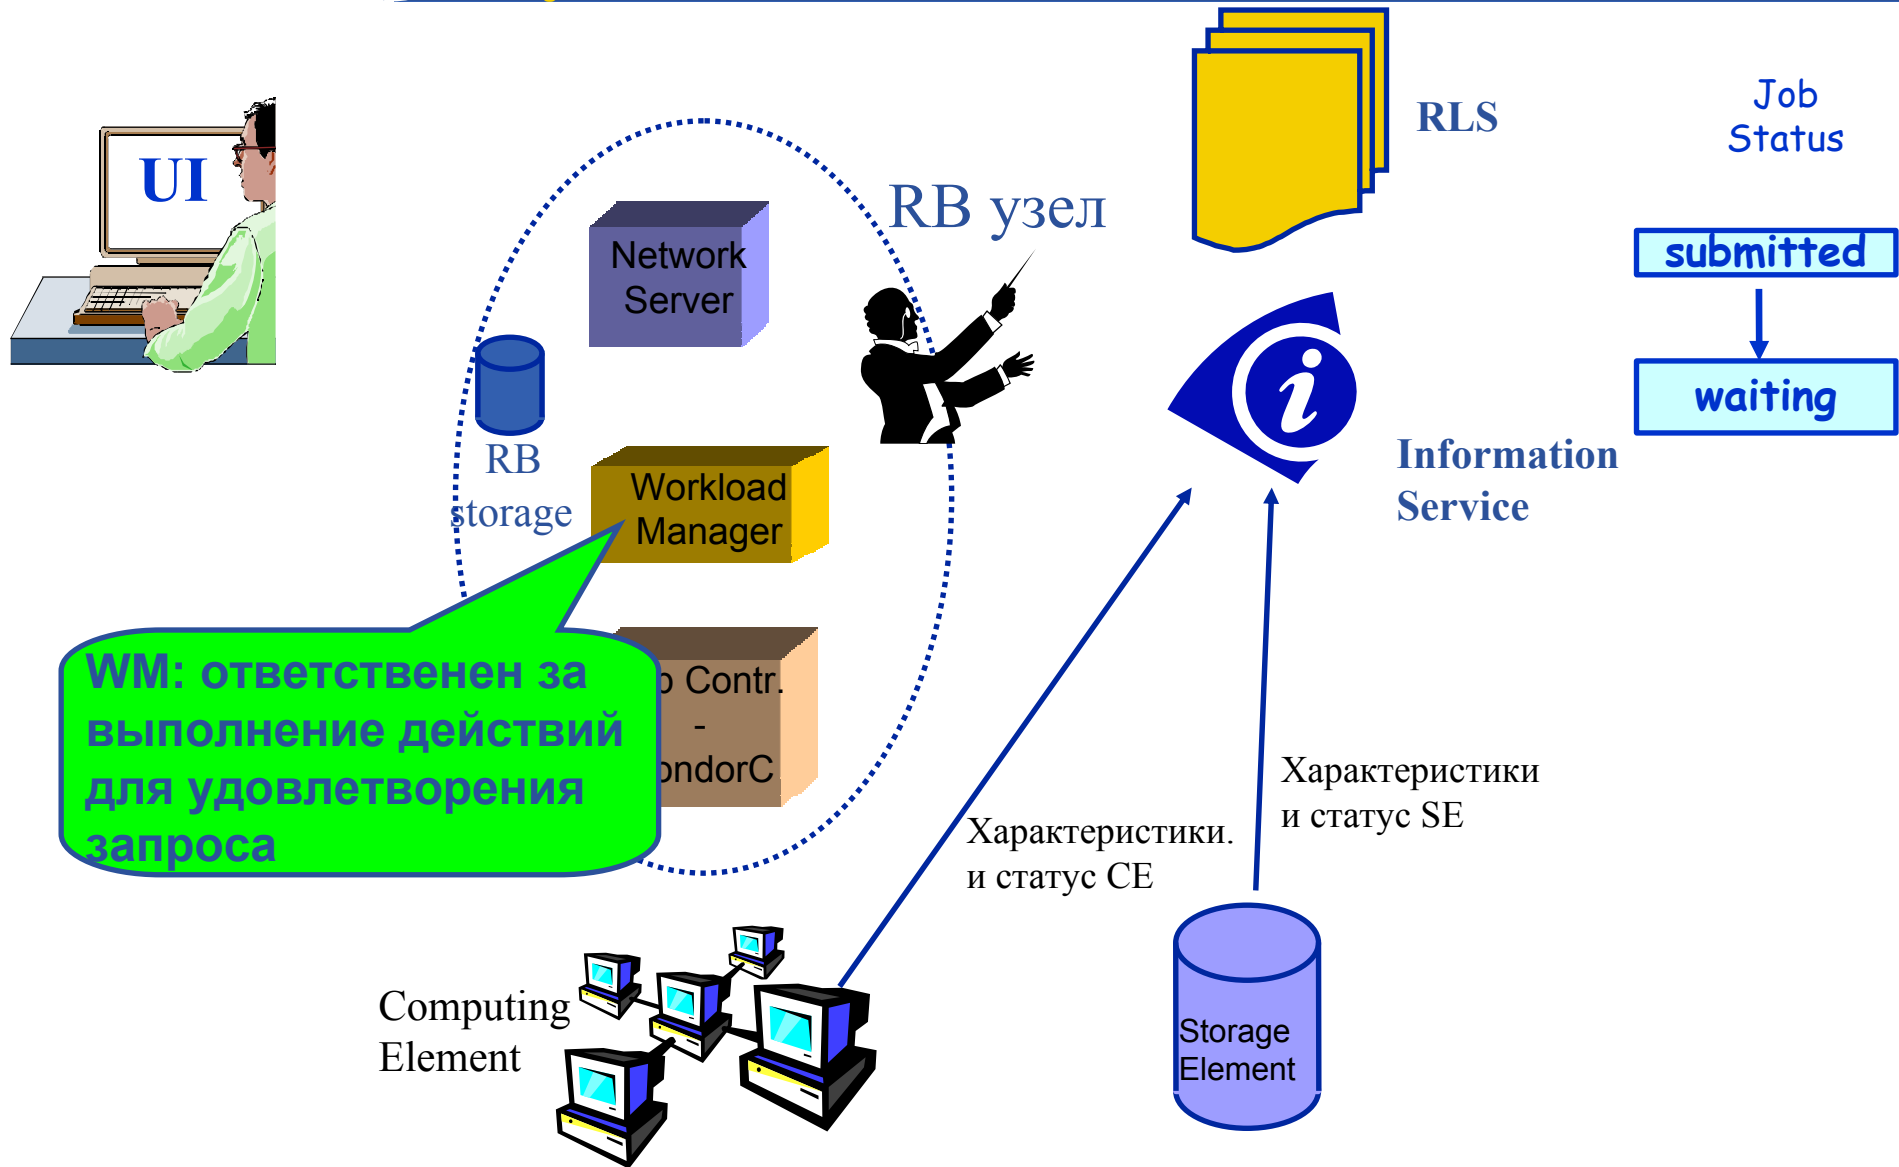 UI
Network
Server
RB
storage
Workload
Manager
RB узел
RLS
Job
Status
submitted
waiting
Information
Service
WM: ответственен за
выполнение действий
для удовлетворения
запроса
Contr.
-
Характеристики
и статус SE
Характеристики.
и статус CE
Computing
Element
Storage
Element